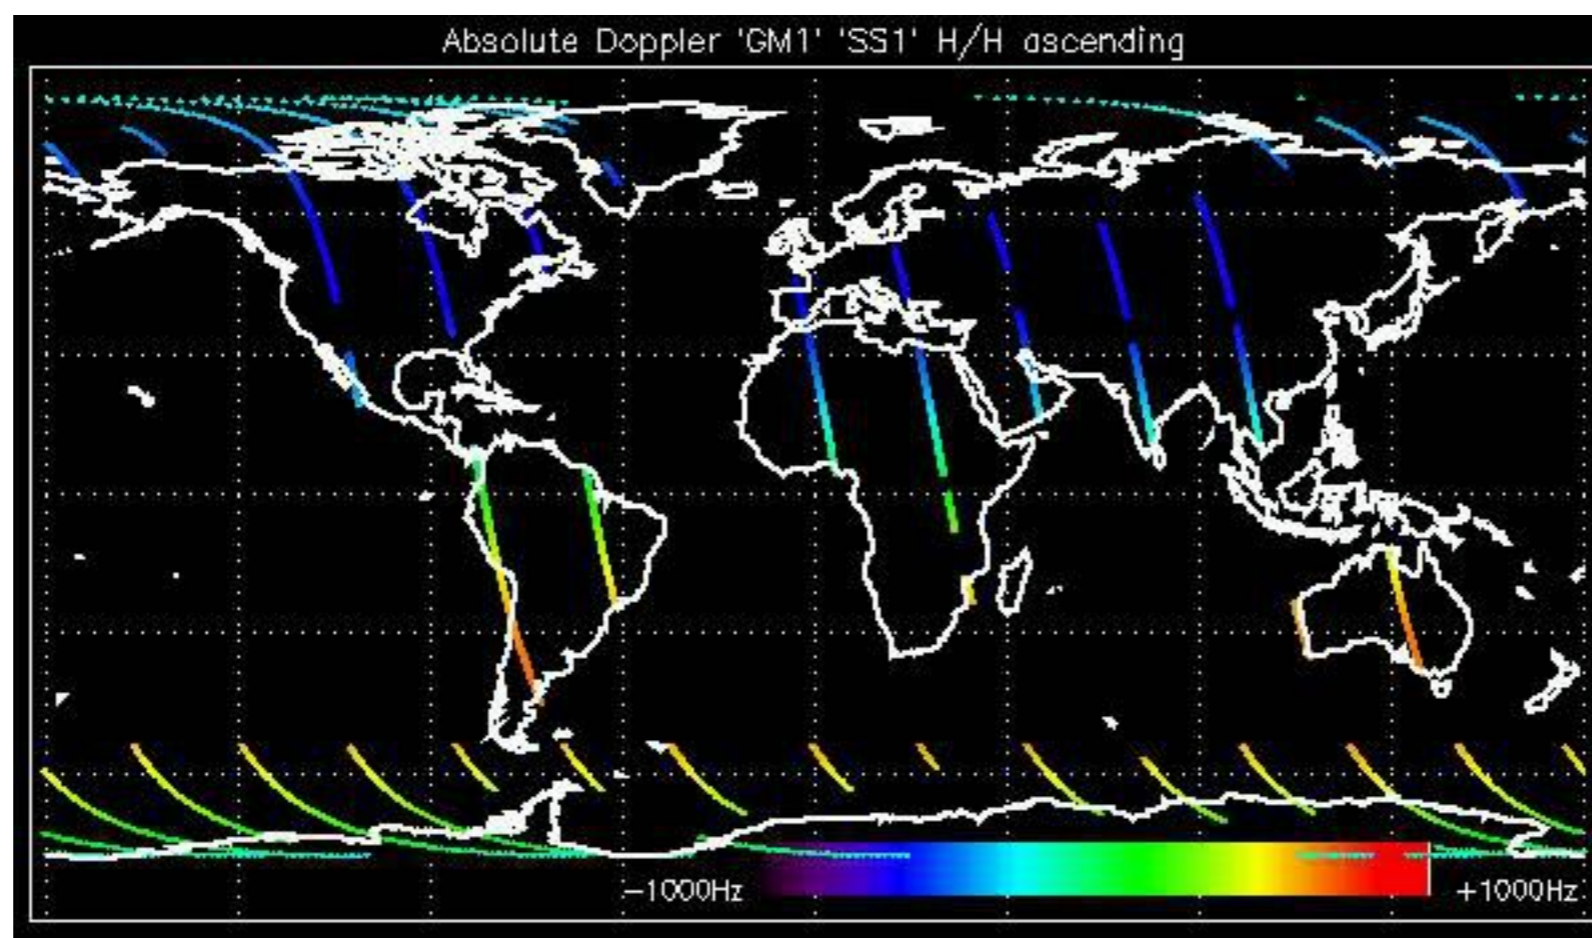 Absolute Doppler 'GM1' 'SS1' H/H ascending
-1000Hz +1000Hz